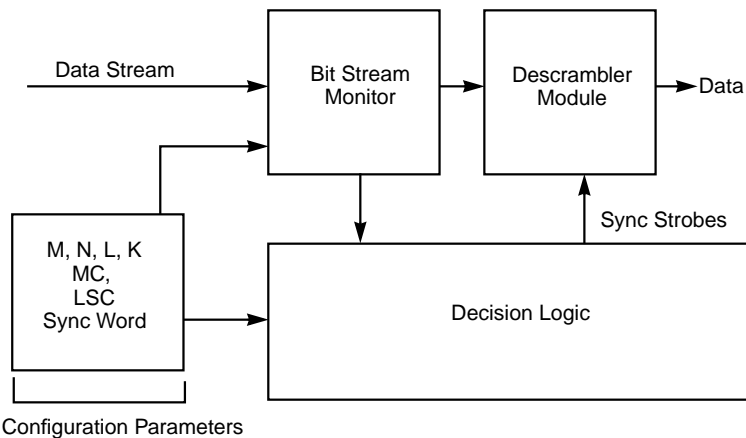 Data Stream
Bit Stream
Monitor
Descrambler
Module
Data
Sync Strobes
M, N, L, K
MC,
LSC
Sync Word
Decision Logic
Configuration Parameters